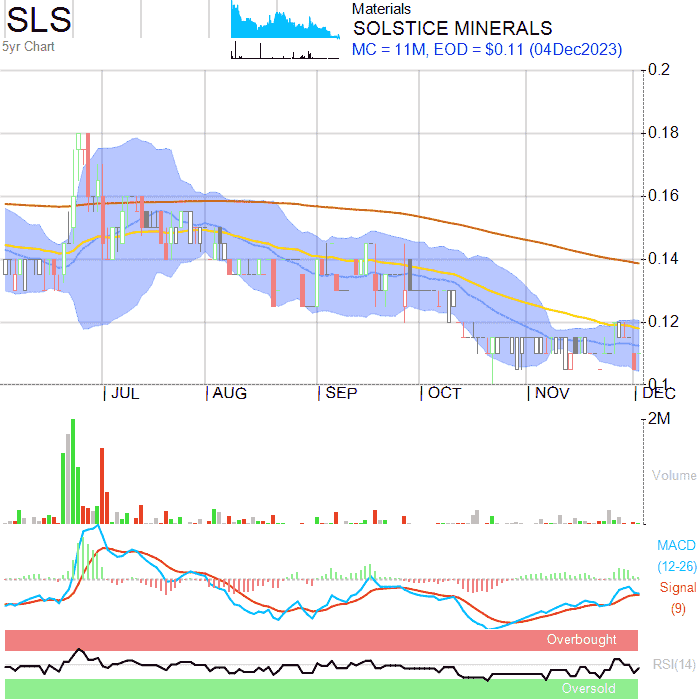 SLS
5yr Chart
Materials
SOLSTICE MINERALS
MC = 11M, EOD = $0.11 (04Dec2023)
0.2
0.18
0.16
0.14
0.12
0.1
JUL AUG SEP OCT NOV DEC
2M
Volume
MACD
(12-26)
Signal
(9)
Overbought
RSI(14)
Oversold